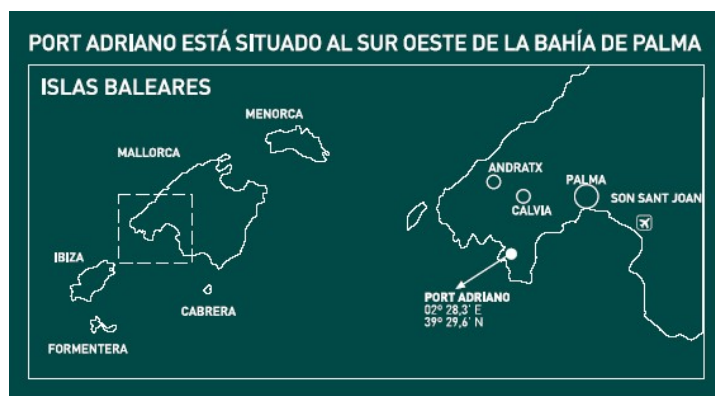 PORT ADRIANO ESTÁ SITUADO AL SUR OESTE DE LA BAHÍA DE PALMA
ISLAS BALEARES
MENORCA
MALLORCA
IBIZA
CABRERA
FORMENTERA
ANDRATX
PALMA
CALVIA
SON SANT JOAN
PORT ADRIANO
02º 28,3' E
39º 29,6' N